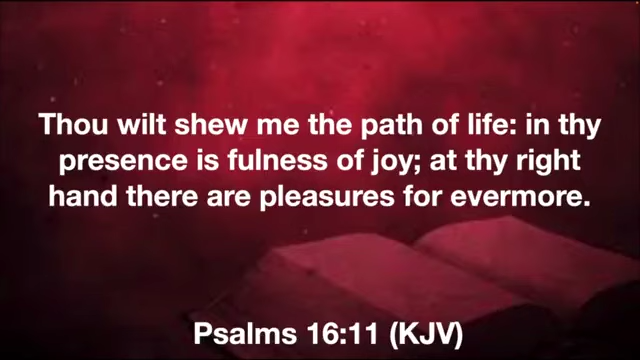 Thou wilt shew me the path of life: in thy
presence is fulness of joy; at thy right
hand there are pleasures for evermore.
Psalms 16:11 (KJV)